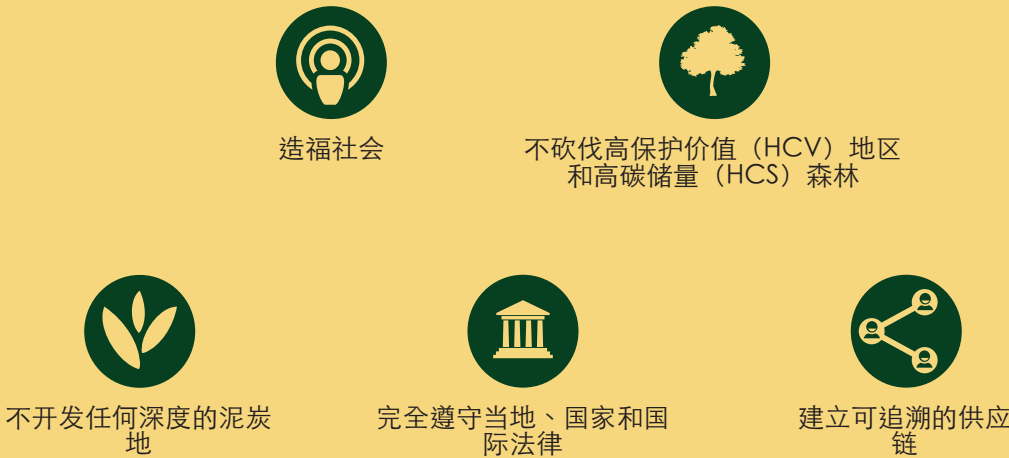 造福社会
不砍伐高保护价值（HCV）地区
和高碳储量（HCS）森林
不开发任何深度的泥炭
地
完全遵守当地、国家和国
际法律
建立可追溯的供应
链